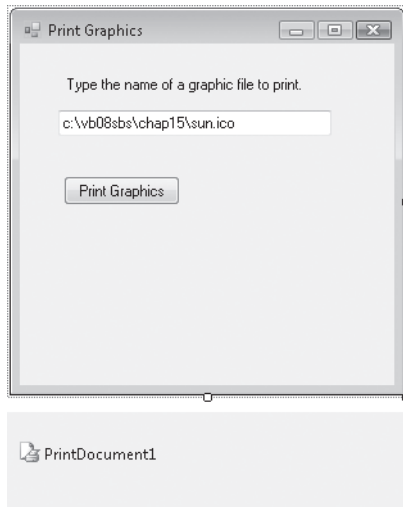 Print Graphics
Type the name of a graphic file to print.
c:\vb08sbs\chap15\sun.ico
Print Graphics
PrintDocument1